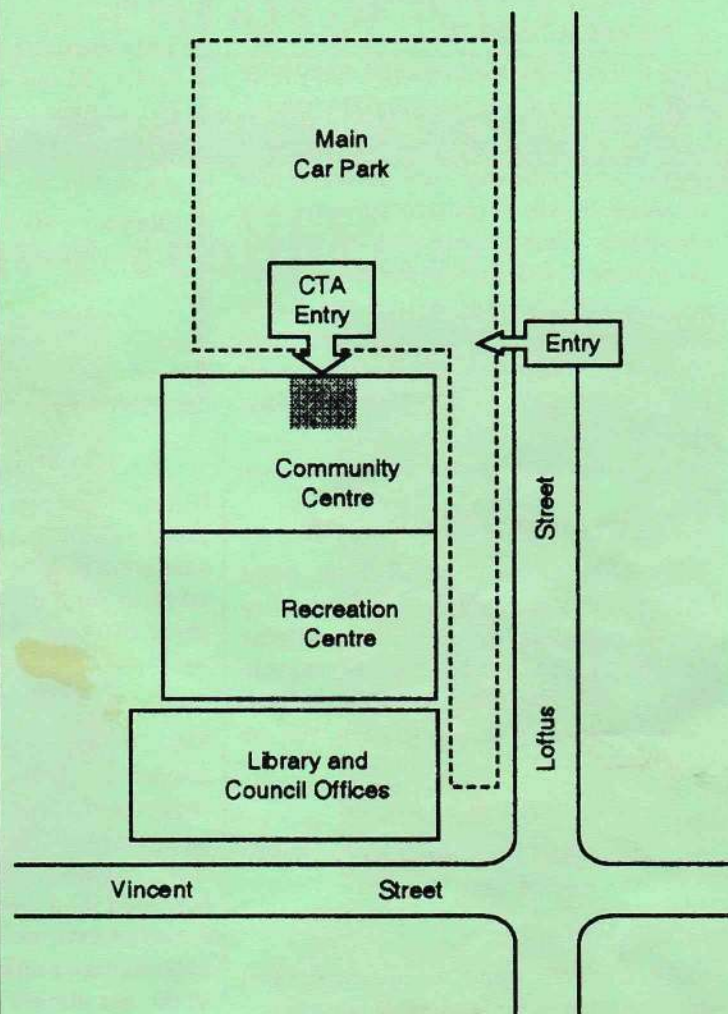 Main
Car Park
CTA
Entry
Entry
Community
Centre
Street
Recreation
Centre
Loftus
Library and
Council Offices
Vincent Street